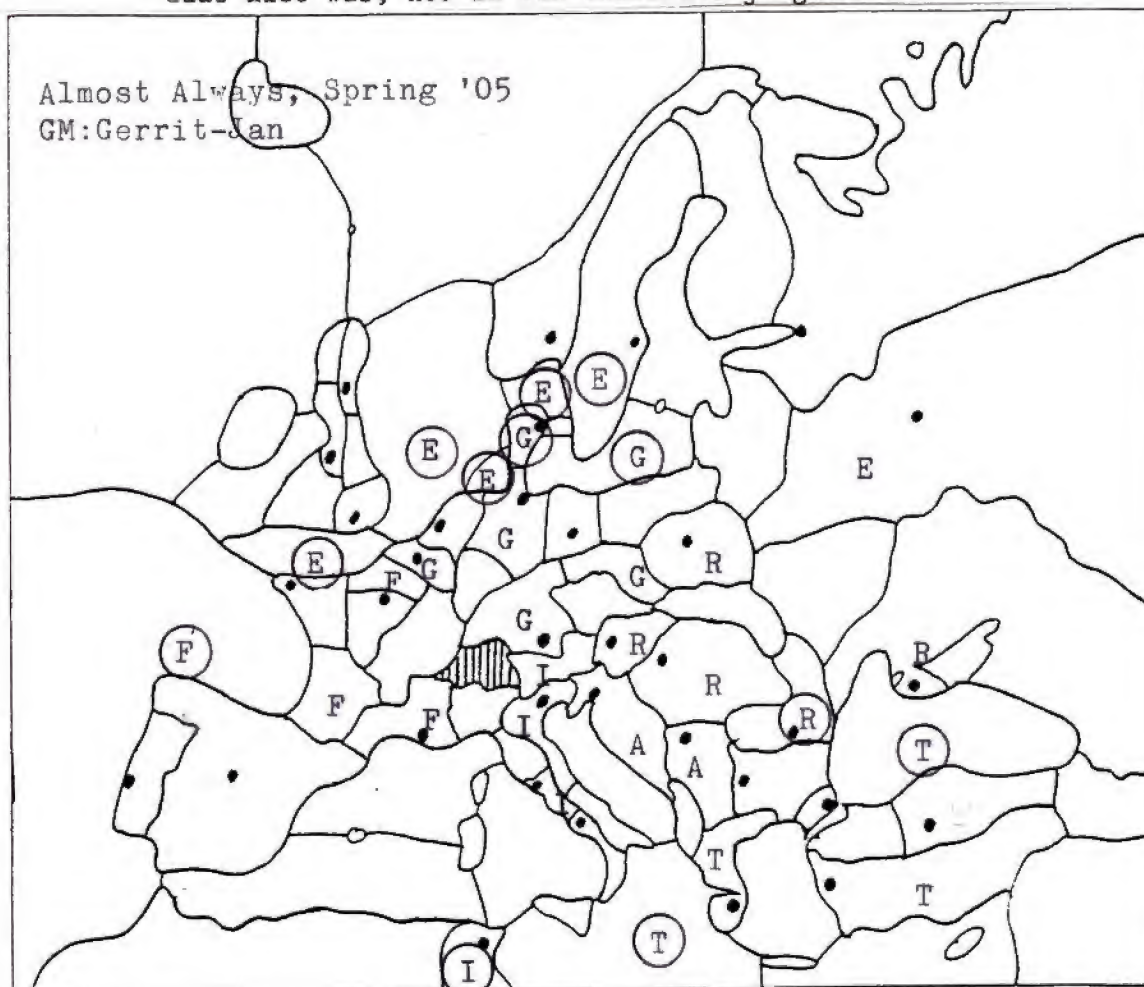 Almost Always, Spring '05
GM:Gerrit-Jan
E E
E G G E
E
G
E F G G R
G
F R R
I
F F R
I R
A A T
I
T
T
T
I